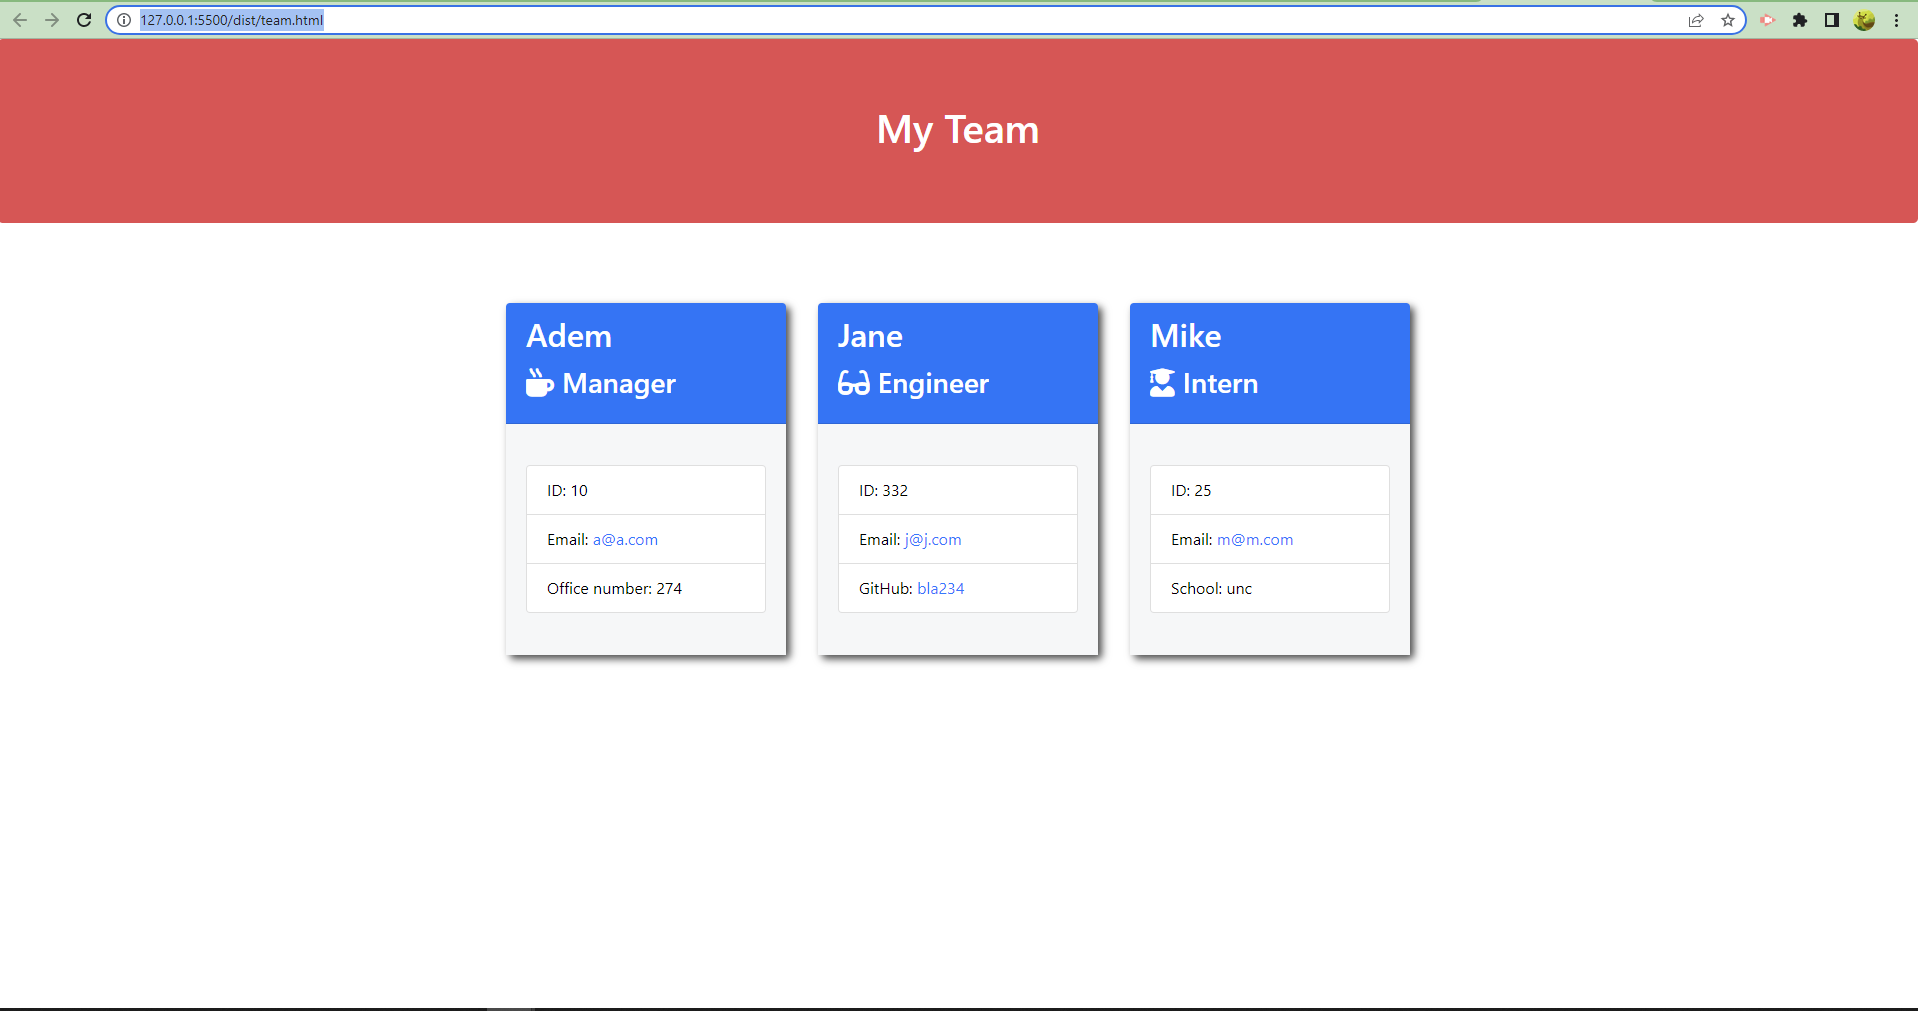 127.0.0.1:5500/dist/team.html
My Team
Adem
Manager
ID: 10
Email: a@a.com
Office number: 274
Jane
Engineer
ID: 332
Email: j@j.com
GitHub: bla234
Mike
Intern
ID: 25
Email: m@m.com
School: unc